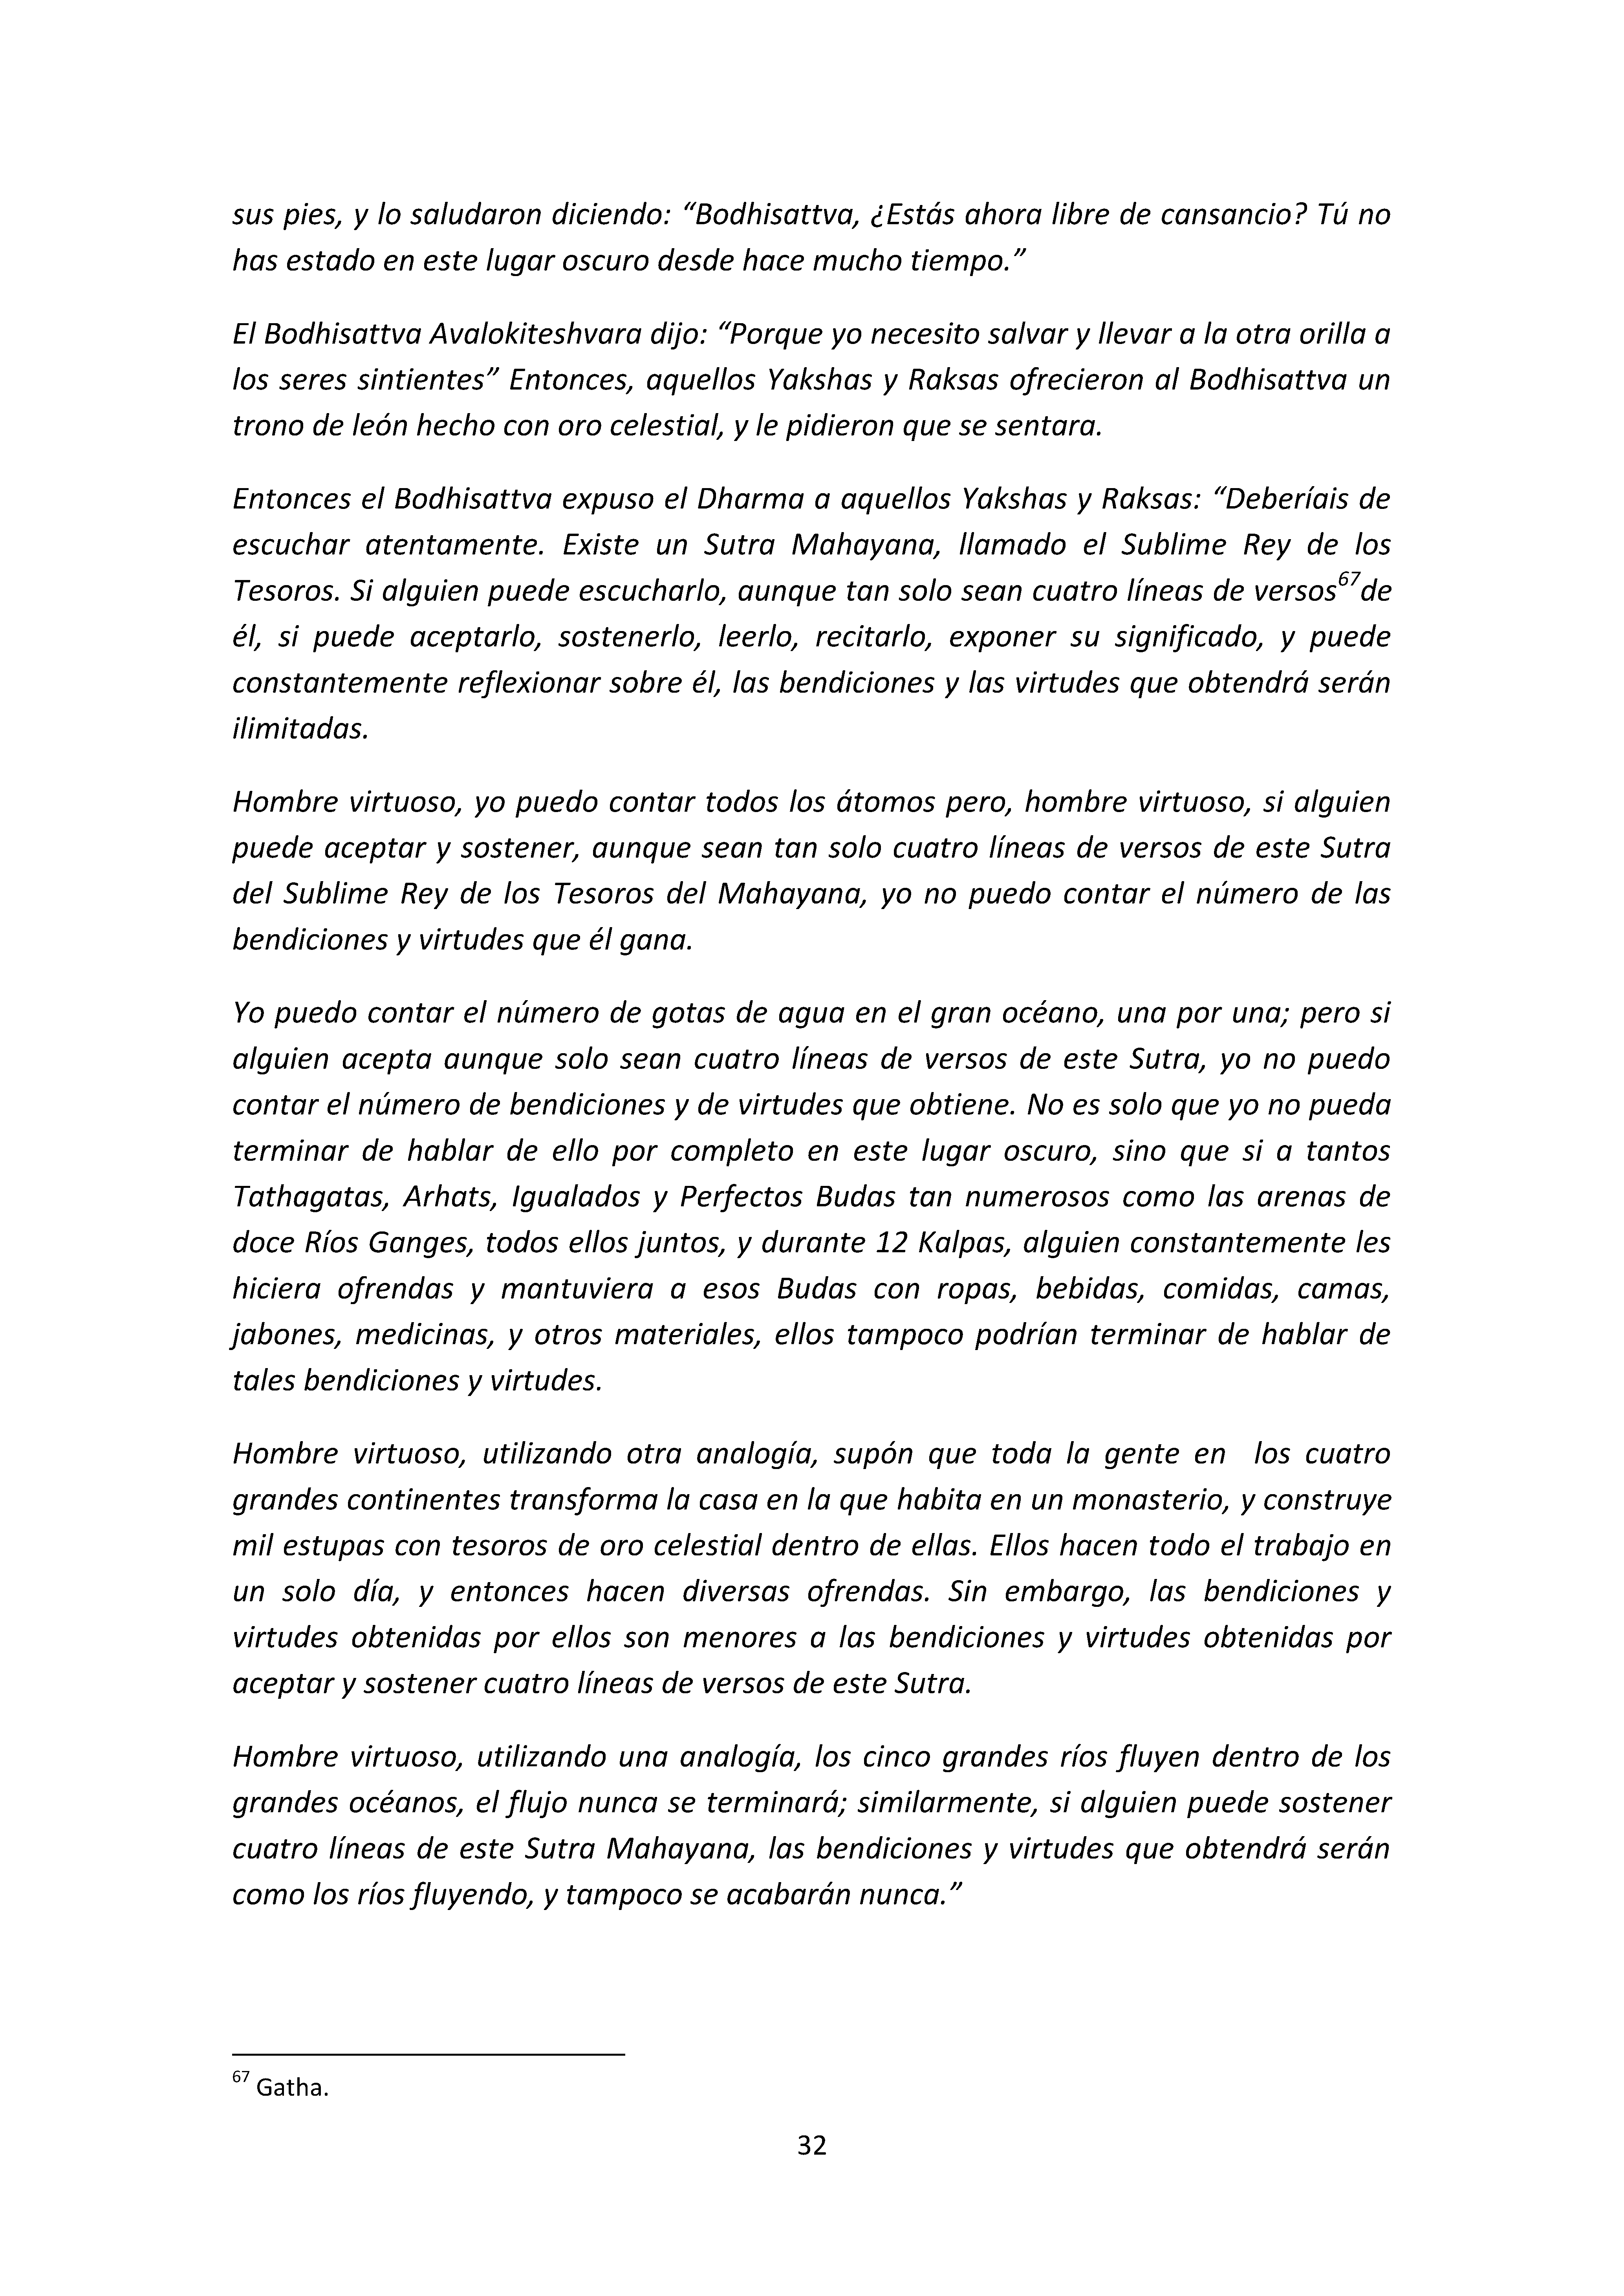 sus pies, y lo saludaron diciendo: “Bodhisattva, ¿Estás ahora libre de cansancio? Tú no
has estado en este lugar oscuro desde hace mucho tiempo.”
El Bodhisattva Avalokiteshvara dijo: “Porque yo necesito salvar y llevar a la otra orilla a
los seres sintientes” Entonces, aquellos Yakshas y Raksas ofrecieron al Bodhisattva un
trono de león hecho con oro celestial, y le pidieron que se sentara.
Entonces el Bodhisattva expuso el Dharma a aquellos Yakshas y Raksas: “Deberíais de
escuchar atentamente. Existe un Sutra Mahayana, llamado el Sublime Rey de los
Tesoros. Si alguien puede escucharlo, aunque tan solo sean cuatro líneas de versos67de
él, si puede aceptarlo, sostenerlo, leerlo, recitarlo, exponer su significado, y puede
constantemente reflexionar sobre él, las bendiciones y las virtudes que obtendrá serán
ilimitadas.
Hombre virtuoso, yo puedo contar todos los átomos pero, hombre virtuoso, si alguien
puede aceptar y sostener, aunque sean tan solo cuatro líneas de versos de este Sutra
del Sublime Rey de los Tesoros del Mahayana, yo no puedo contar el número de las
bendiciones y virtudes que él gana.
Yo puedo contar el número de gotas de agua en el gran océano, una por una; pero si
alguien acepta aunque solo sean cuatro líneas de versos de este Sutra, yo no puedo
contar el número de bendiciones y de virtudes que obtiene. No es solo que yo no pueda
terminar de hablar de ello por completo en este lugar oscuro, sino que si a tantos
Tathagatas, Arhats, Igualados y Perfectos Budas tan numerosos como las arenas de
doce Ríos Ganges, todos ellos juntos, y durante 12 Kalpas, alguien constantemente les
hiciera ofrendas y mantuviera a esos Budas con ropas, bebidas, comidas, camas,
jabones, medicinas, y otros materiales, ellos tampoco podrían terminar de hablar de
tales bendiciones y virtudes.
Hombre virtuoso, utilizando otra analogía, supón que toda la gente en los cuatro
grandes continentes transforma la casa en la que habita en un monasterio, y construye
mil estupas con tesoros de oro celestial dentro de ellas. Ellos hacen todo el trabajo en
un solo día, y entonces hacen diversas ofrendas. Sin embargo, las bendiciones y
virtudes obtenidas por ellos son menores a las bendiciones y virtudes obtenidas por
aceptar y sostener cuatro líneas de versos de este Sutra.
Hombre virtuoso, utilizando una analogía, los cinco grandes ríos fluyen dentro de los
grandes océanos, el flujo nunca se terminará; similarmente, si alguien puede sostener
cuatro líneas de este Sutra Mahayana, las bendiciones y virtudes que obtendrá serán
como los ríos fluyendo, y tampoco se acabarán nunca.”
67 Gatha.
32